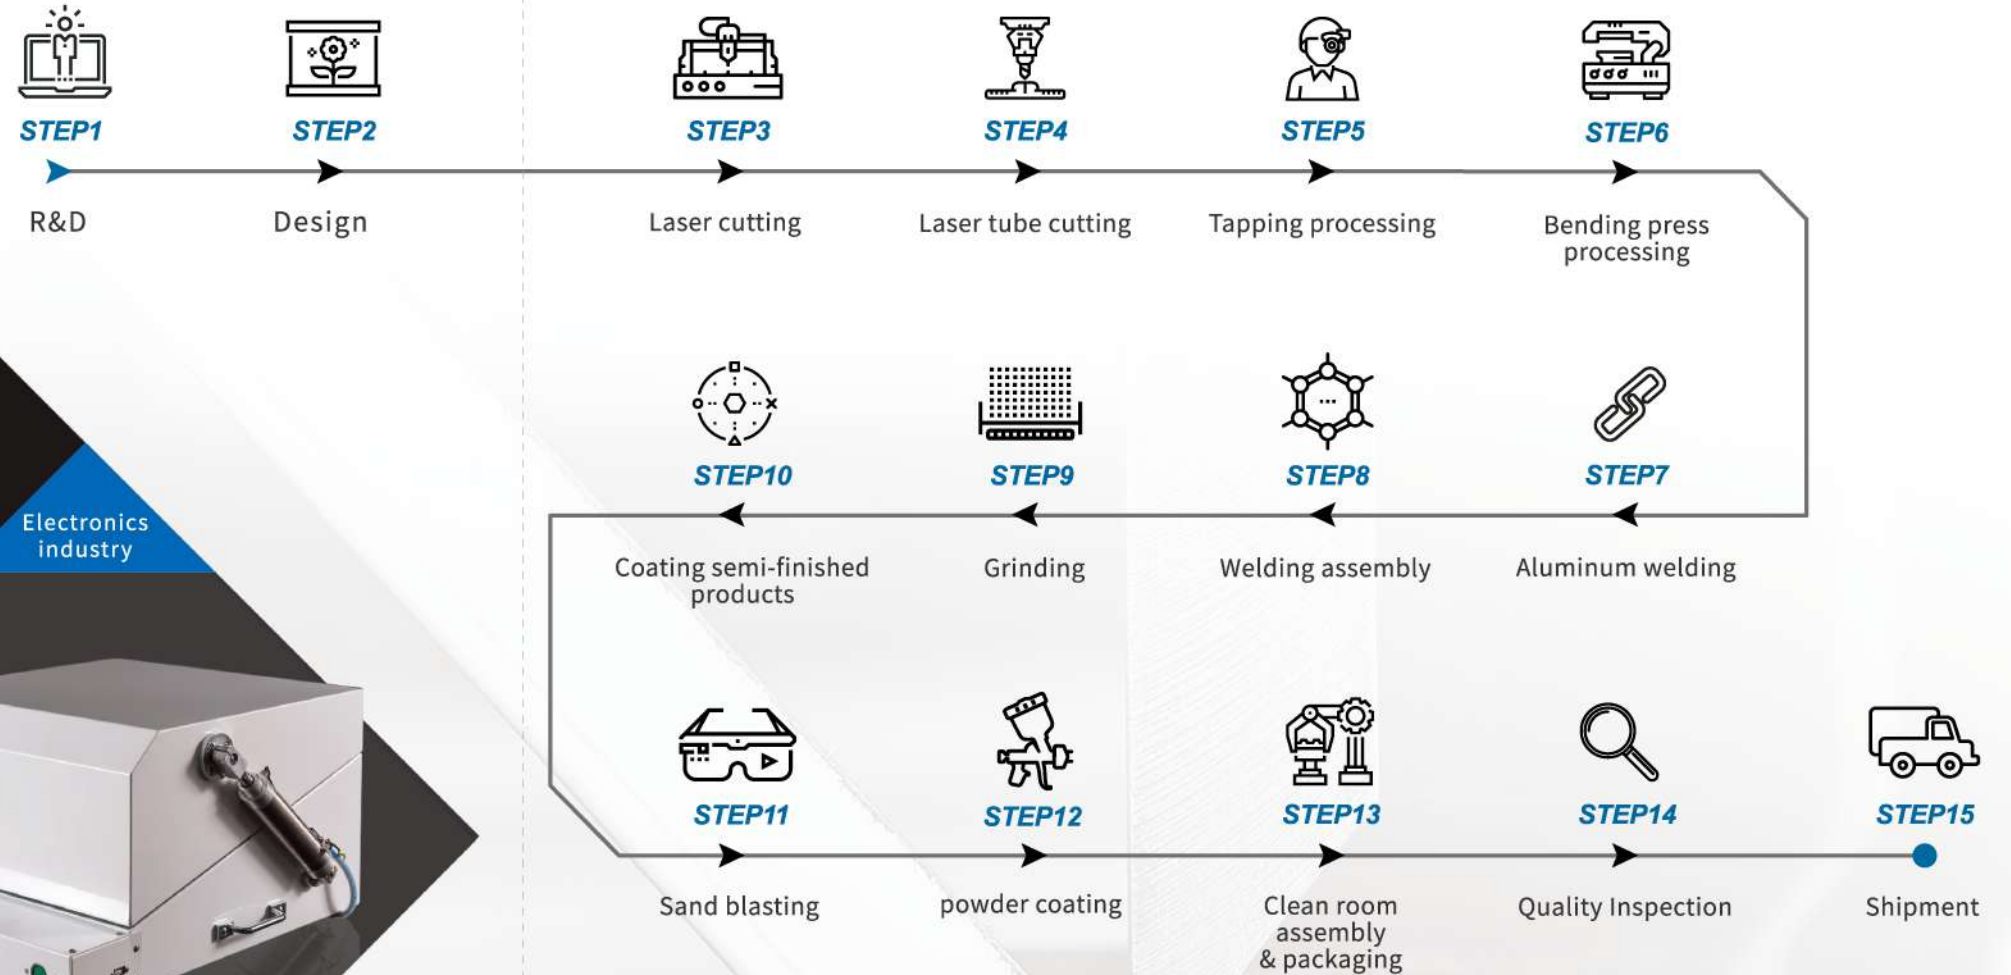 STEP1
STEP2
STEP3
STEP4
STEP5
STEP6
R&D
Design
Laser cutting
Laser tube cutting
Tapping processing
Bending press
processing
STEP10
STEP9
STEP8
STEP7
Coating semi-finished
products
Grinding
Welding assembly
Aluminum welding
Electronics
industry
STEP11
STEP12
STEP13
STEP14
STEP15
Sand blasting
powder coating
Clean room
assembly
& packaging
Quality Inspection
Shipment